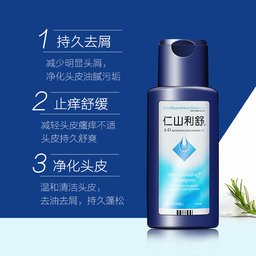 1 持久去屑
减少明显头屑,
净化头皮油腻污垢
2 止痒舒缓
减轻头皮瘙痒不适
头皮持久舒爽
3 净化头皮
温和清洁头皮,
去油去屑,持久蓬松
仁山利舒
Anti-Dandruff
Shampoo